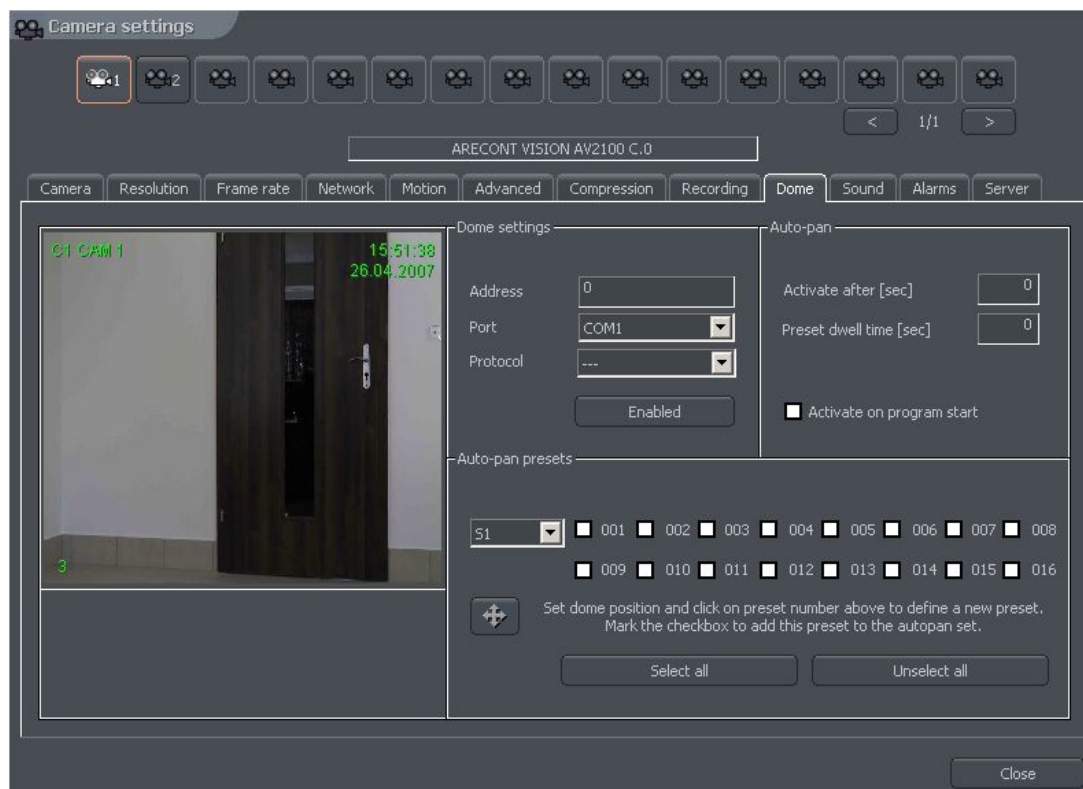 Camera settings
1 2
< 1/1 >
ARECONT VISION AV2100 C.0
Camera Resolution Frame rate Network Motion Advanced Compression Recording Dome Sound Alarms Server
C1 CAM 1
15:51:38
26.04.2007
3
Dome settings
Address 0
Port COM1
Protocol ---
Enabled
Auto-pan
Activate after [sec] 0
Preset dwell time [sec] 0
Activate on program start
Auto-pan presets
S1 001 002 003 004 005 006 007 008
009 010 011 012 013 014 015 016
Set dome position and click on preset number above to define a new preset.
Mark the checkbox to add this preset to the autopan set.
Select all Unselect all
Close